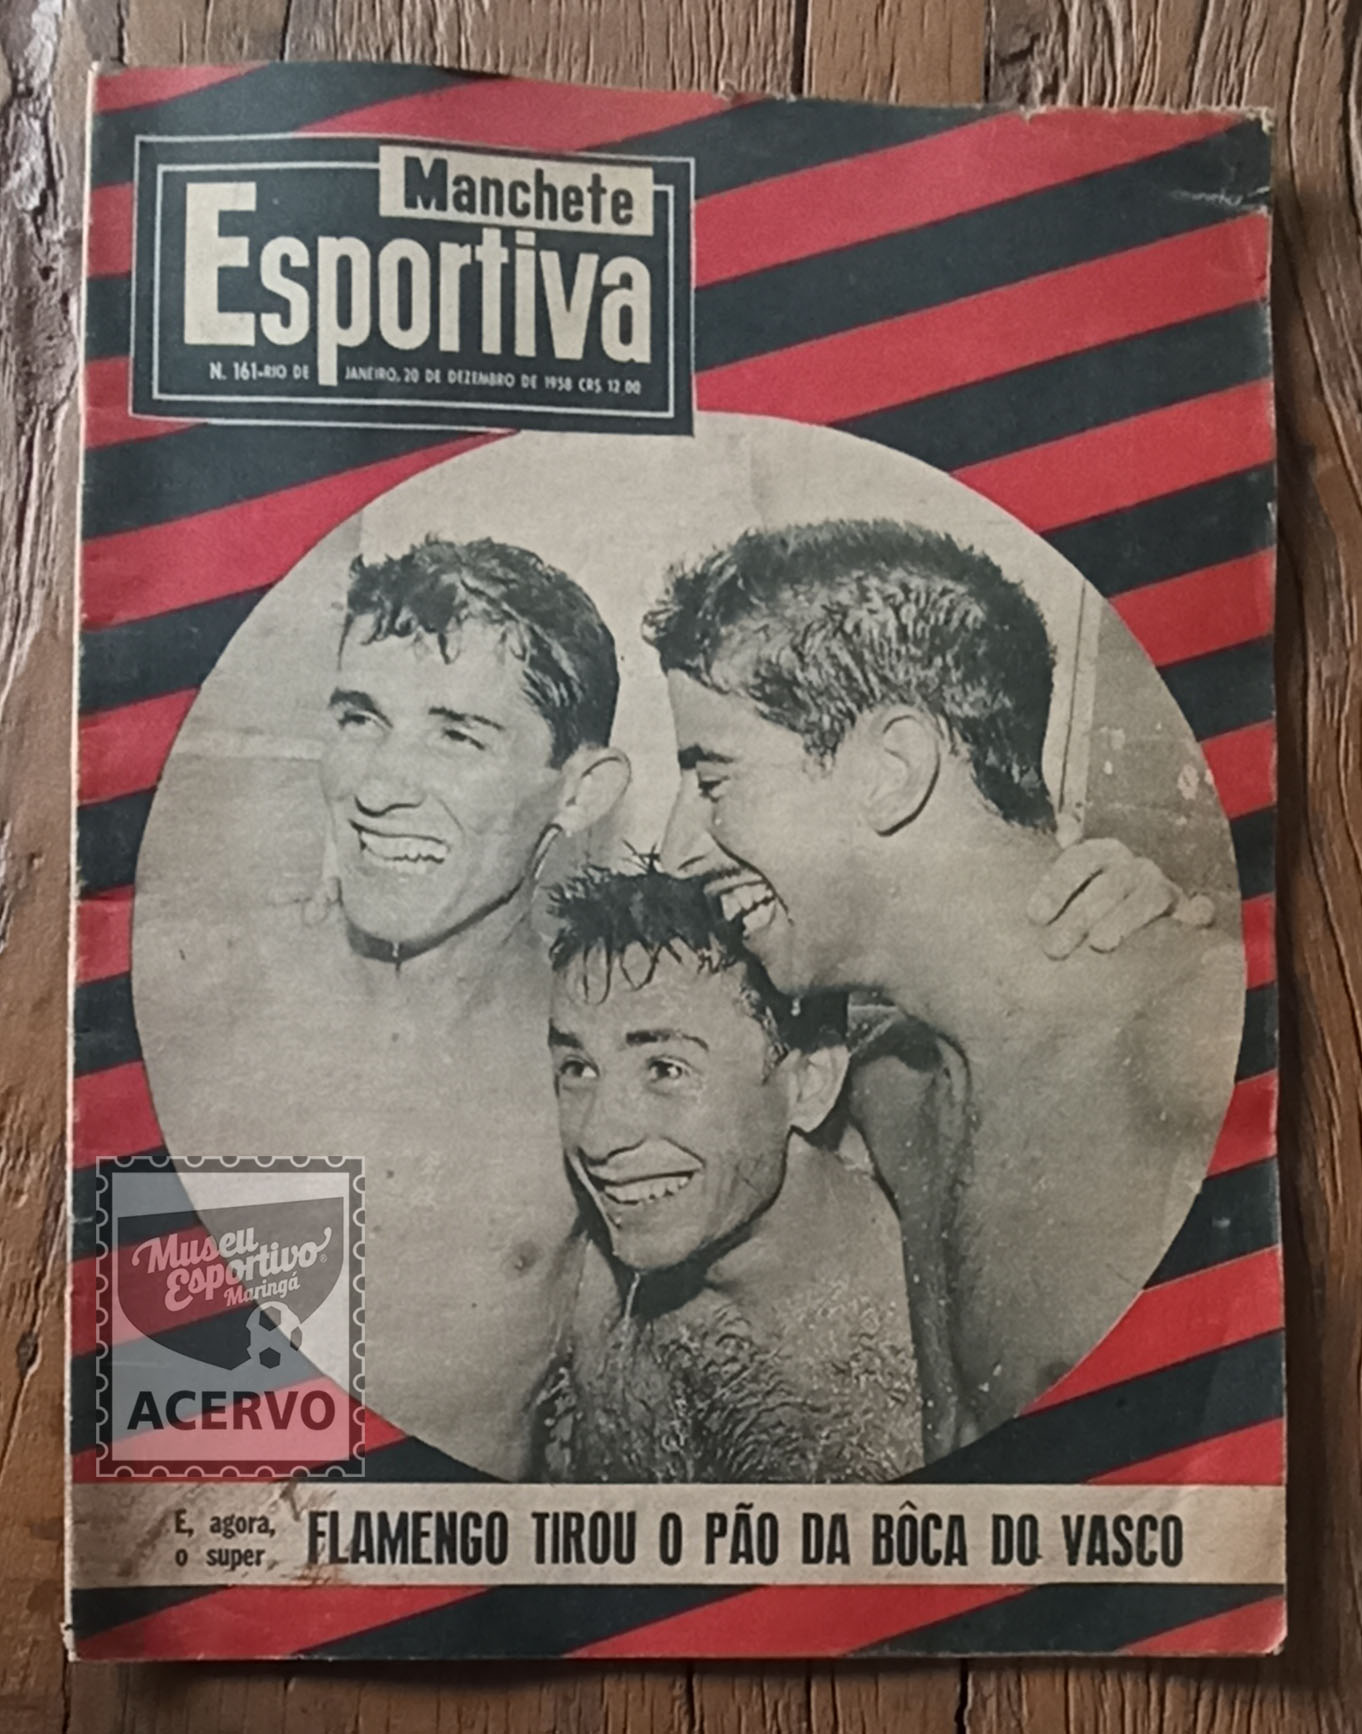 Manchete
Esportiva
N. 161-RIO DE JANEIRO, 20 DE DEZEMBRO DE 1958 CR$ 12,00
Museu
Esportivo®
Maringá
ACERVO
E, agora,
o super
FLAMENGO TIROU O PÃO DA BÔCA DO VASCO